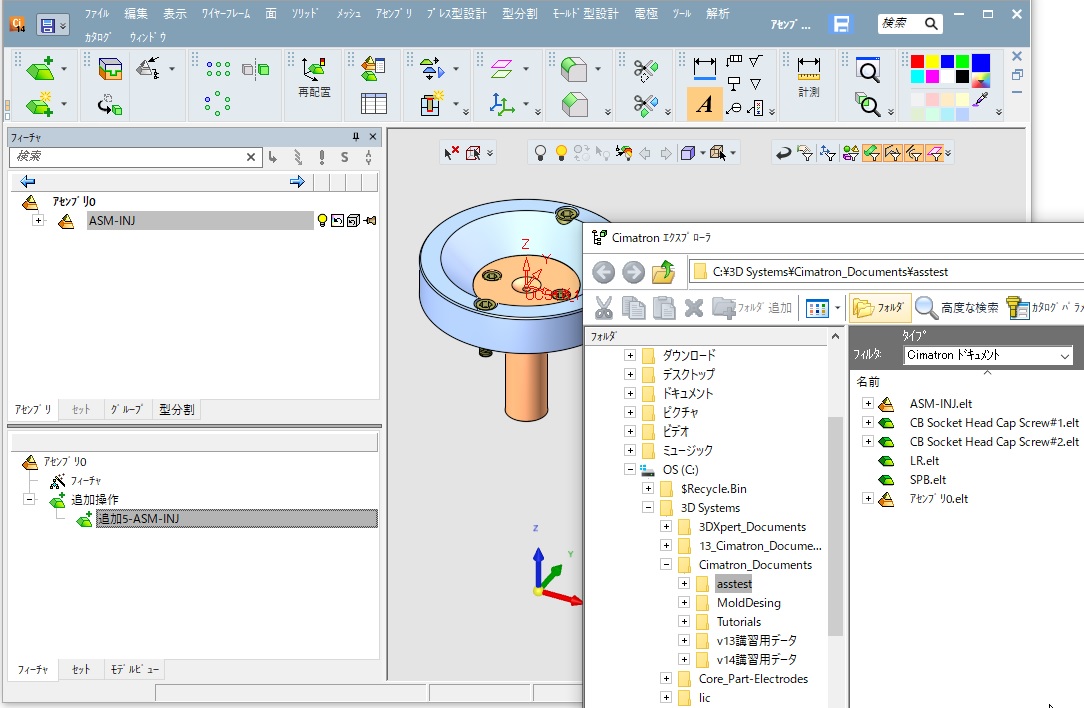 ファイル 編集 表示 ワイヤーフレーム 面 ソリッド メッシュ アセンブリ プレス型設計 型分割 モールド型設計 電極 ツール 解析
カタログ ウィンドウ
アセンブ...
検索
再配置
A
計測
フィーチャ
検索
S
アセンブリ0
ASM-INJ
アセンブリ セット グループ 型分割
アセンブリ0
フィーチャ
追加操作
追加5-ASM-INJ
フィーチャ セット モデルビュー
Z
Y
Z
Y
Cimatron エクスプローラ
C:¥3D Systems¥Cimatron_Documents¥asstest
フォルダ追加
フォルダ
高度な検索
カタログパラメ
フォルダ
ダウンロード
デスクトップ
ドキュメント
ピクチャ
ビデオ
ミュージック
OS (C:)
$Recycle.Bin
3D Systems
3DXpert_Documents
13_Cimatron_Docume...
Cimatron_Documents
asstest
MoldDesing
Tutorials
v13講習用データ
v14講習用データ
Core_Part-Electrodes
lic
タイプ
フィルタ:
Cimatron ドキュメント
名前
ASM-INJ.elt
CB Socket Head Cap Screw#1.elt
CB Socket Head Cap Screw#2.elt
LR.elt
SPB.elt
アセンブリ0.elt